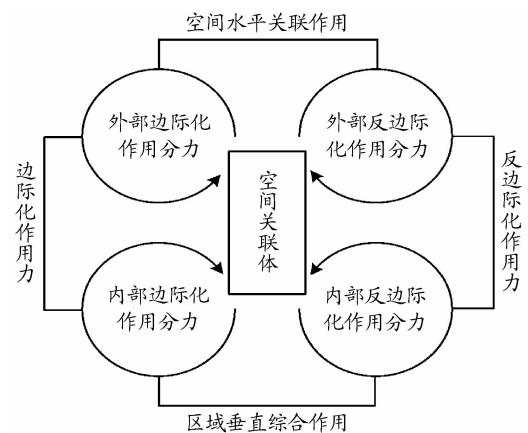 空间水平关联作用
外部边际化
作用分力
外部反边际
化作用分力
边际化作用力
空间关联体
反边际化作用力
内部边际化
作用分力
内部反边际
化作用分力
区域垂直综合作用